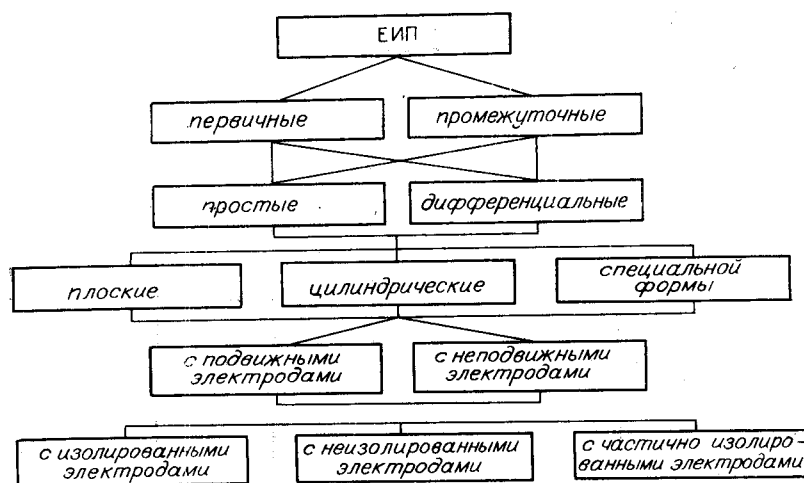 ЕИП
первичные
промежуточные
простые
дифференциальные
плоские
цилиндрические
специальной
формы
с подвижными
электродами
с неподвижными
электродами
с изолированными
электродами
с неизолированными
электродами
с частично изолиро-
ванными электродами